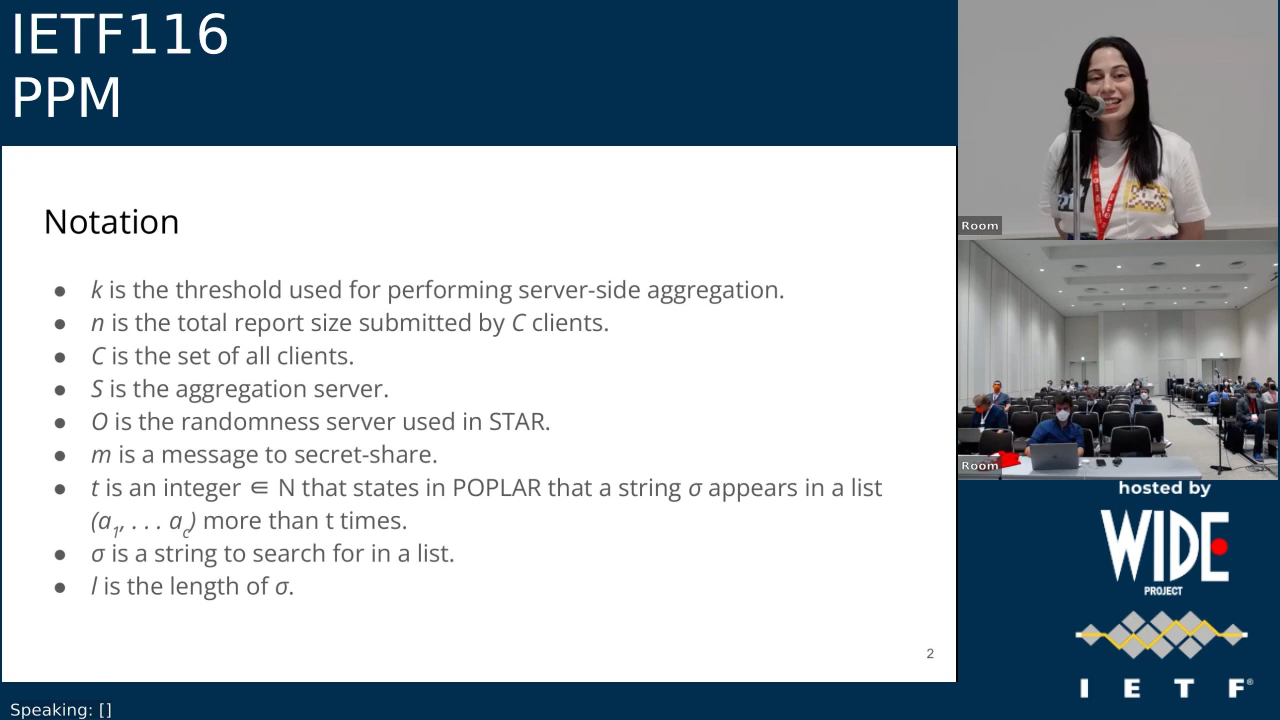 IETF116
PPM
Notation
● k is the threshold used for performing server-side aggregation.
● n is the total report size submitted by C clients.
● C is the set of all clients.
● S is the aggregation server.
● O is the randomness server used in STAR.
● m is a message to secret-share.
● t is an integer ∈ N that states in POPLAR that a string σ appears in a list
(a1, . . . ac) more than t times.
● σ is a string to search for in a list.
● l is the length of σ.
2
Room
Room
hosted by
WIDE
PROJECT
I E T F®
Speaking: []